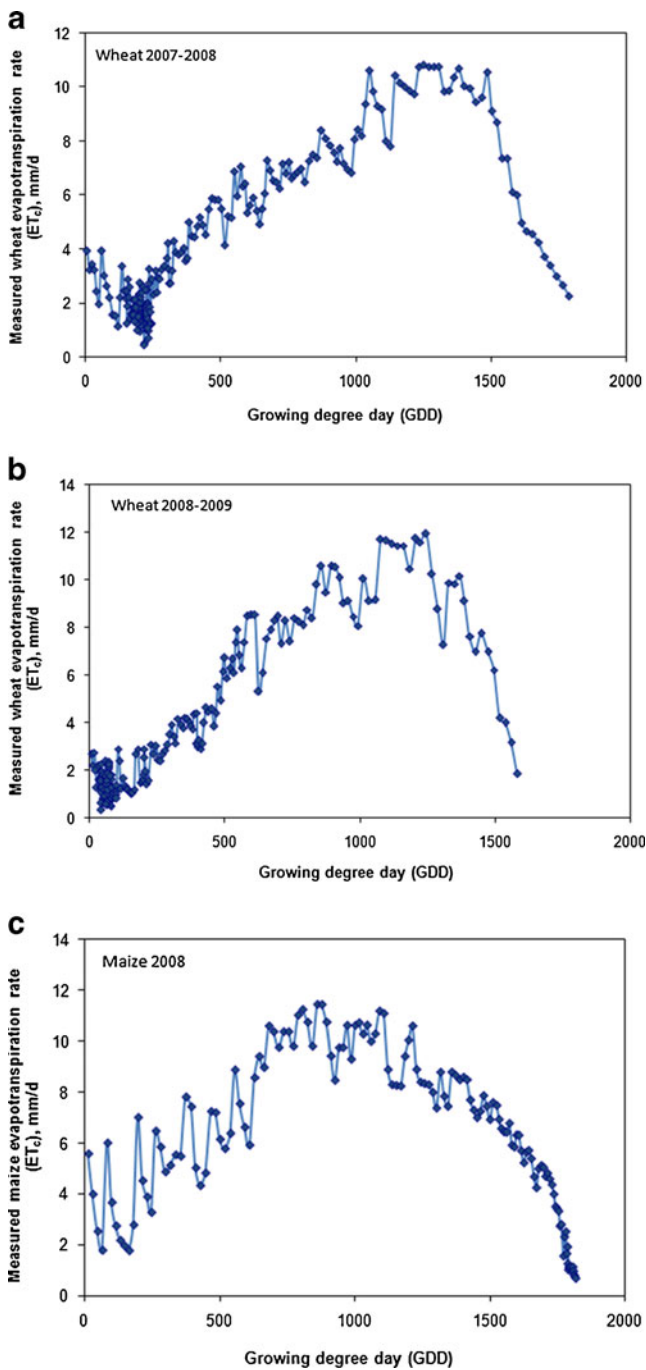 a
Wheat 2007-2008
Measured wheat evapotranspiration rate
(ETc), mm/d
12
10
8
6
4
2
0
0 500 1000 1500 2000
Growing degree day (GDD)
b
Wheat 2008-2009
Measured wheat evapotranspiration rate
(ETc), mm/d
14
12
10
8
6
4
2
0
0 500 1000 1500 2000
Growing degree day (GDD)
c
Maize 2008
Measured maize evapotranspiration rate
(ETc), mm/d
14
12
10
8
6
4
2
0
0 500 1000 1500 2000
Growing degree day (GDD)